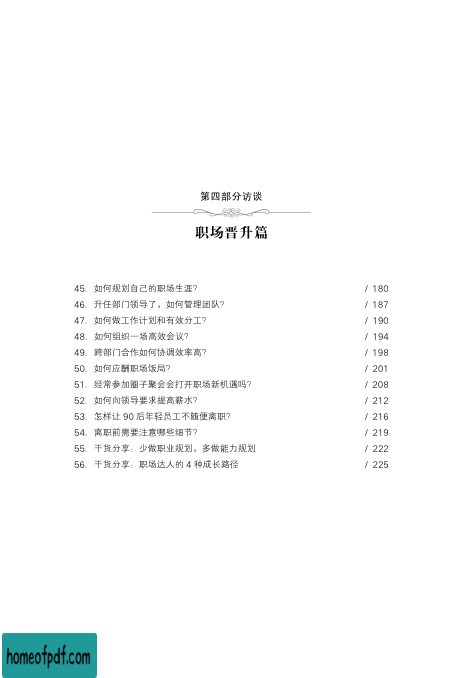 第四部分访谈
职场晋升篇
45. 如何规划自己的职场生涯? / 180
46. 升任部门领导了,如何管理团队? / 187
47. 如何做工作计划和有效分工? / 190
48. 如何组织一场高效会议? / 194
49. 跨部门合作如何协调效率高? / 198
50. 如何应酬职场饭局? / 201
51. 经常参加圈子聚会会打开职场新机遇吗? / 208
52. 如何向领导要求提高薪水? / 212
53. 怎样让 90 后年轻员工不随便离职? / 216
54. 离职前需要注意哪些细节? / 219
55. 干货分享:少做职业规划,多做能力规划 / 222
56. 干货分享:职场达人的 4 种成长路径 / 225
homeofpdf.com